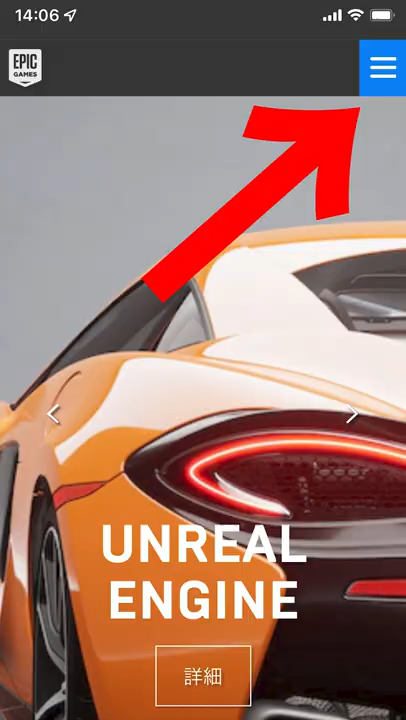 14:06
EPIC
GAMES
UNREAL
ENGINE
詳細